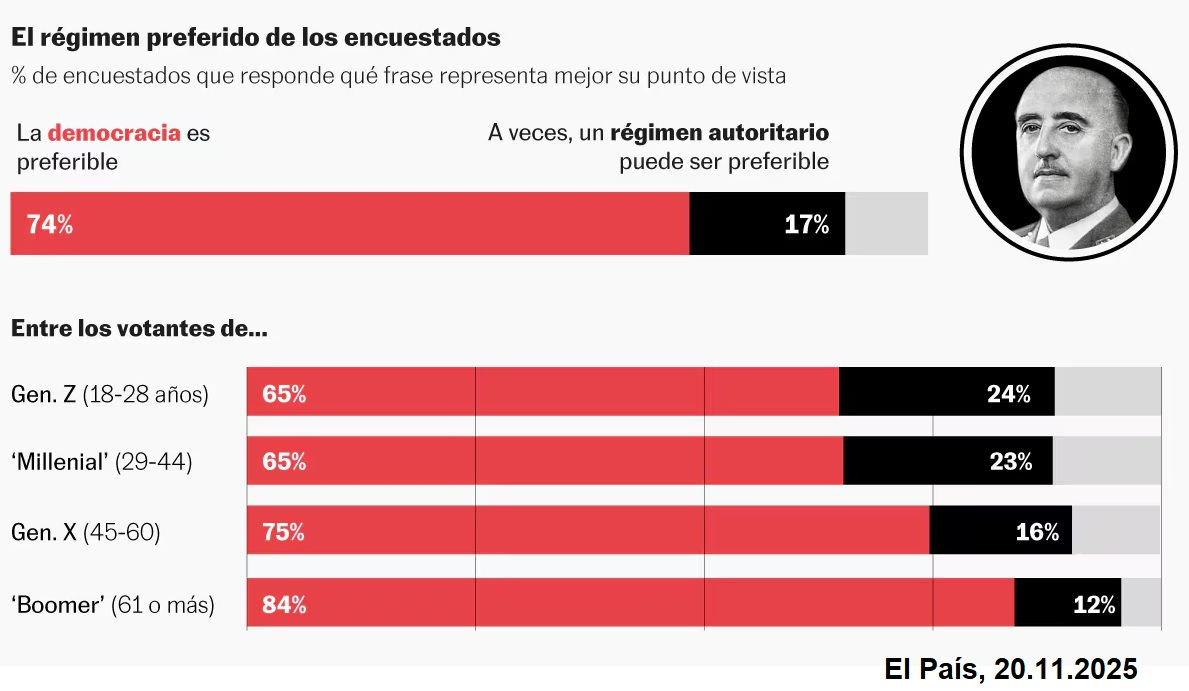 El régimen preferido de los encuestados
% de encuestados que responde qué frase representa mejor su punto de vista
La democracia es
preferible
A veces, un régimen autoritario
puede ser preferible
74%
17%
Entre los votantes de...
Gen. Z (18-28 años)
65%
24%
‘Millenial’ (29-44)
65%
23%
Gen. X (45-60)
75%
16%
‘Boomer’ (61 o más)
84%
12%
El País, 20.11.2025